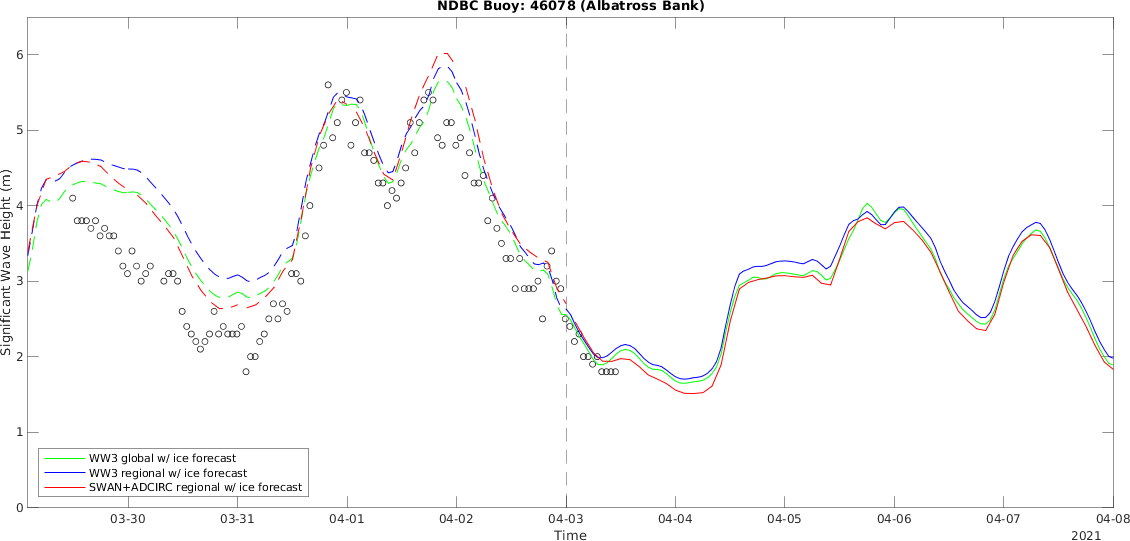 NDBC Buoy: 46078 (Albatross Bank)
Significant Wave Height (m)
6
5
4
3
2
1
0
WW3 global w/ ice forecast
WW3 regional w/ ice forecast
SWAN+ADCIRC regional w/ ice forecast
03-30 03-31 04-01 04-02 04-03 04-04 04-05 04-06 04-07 04-08
Time
2021